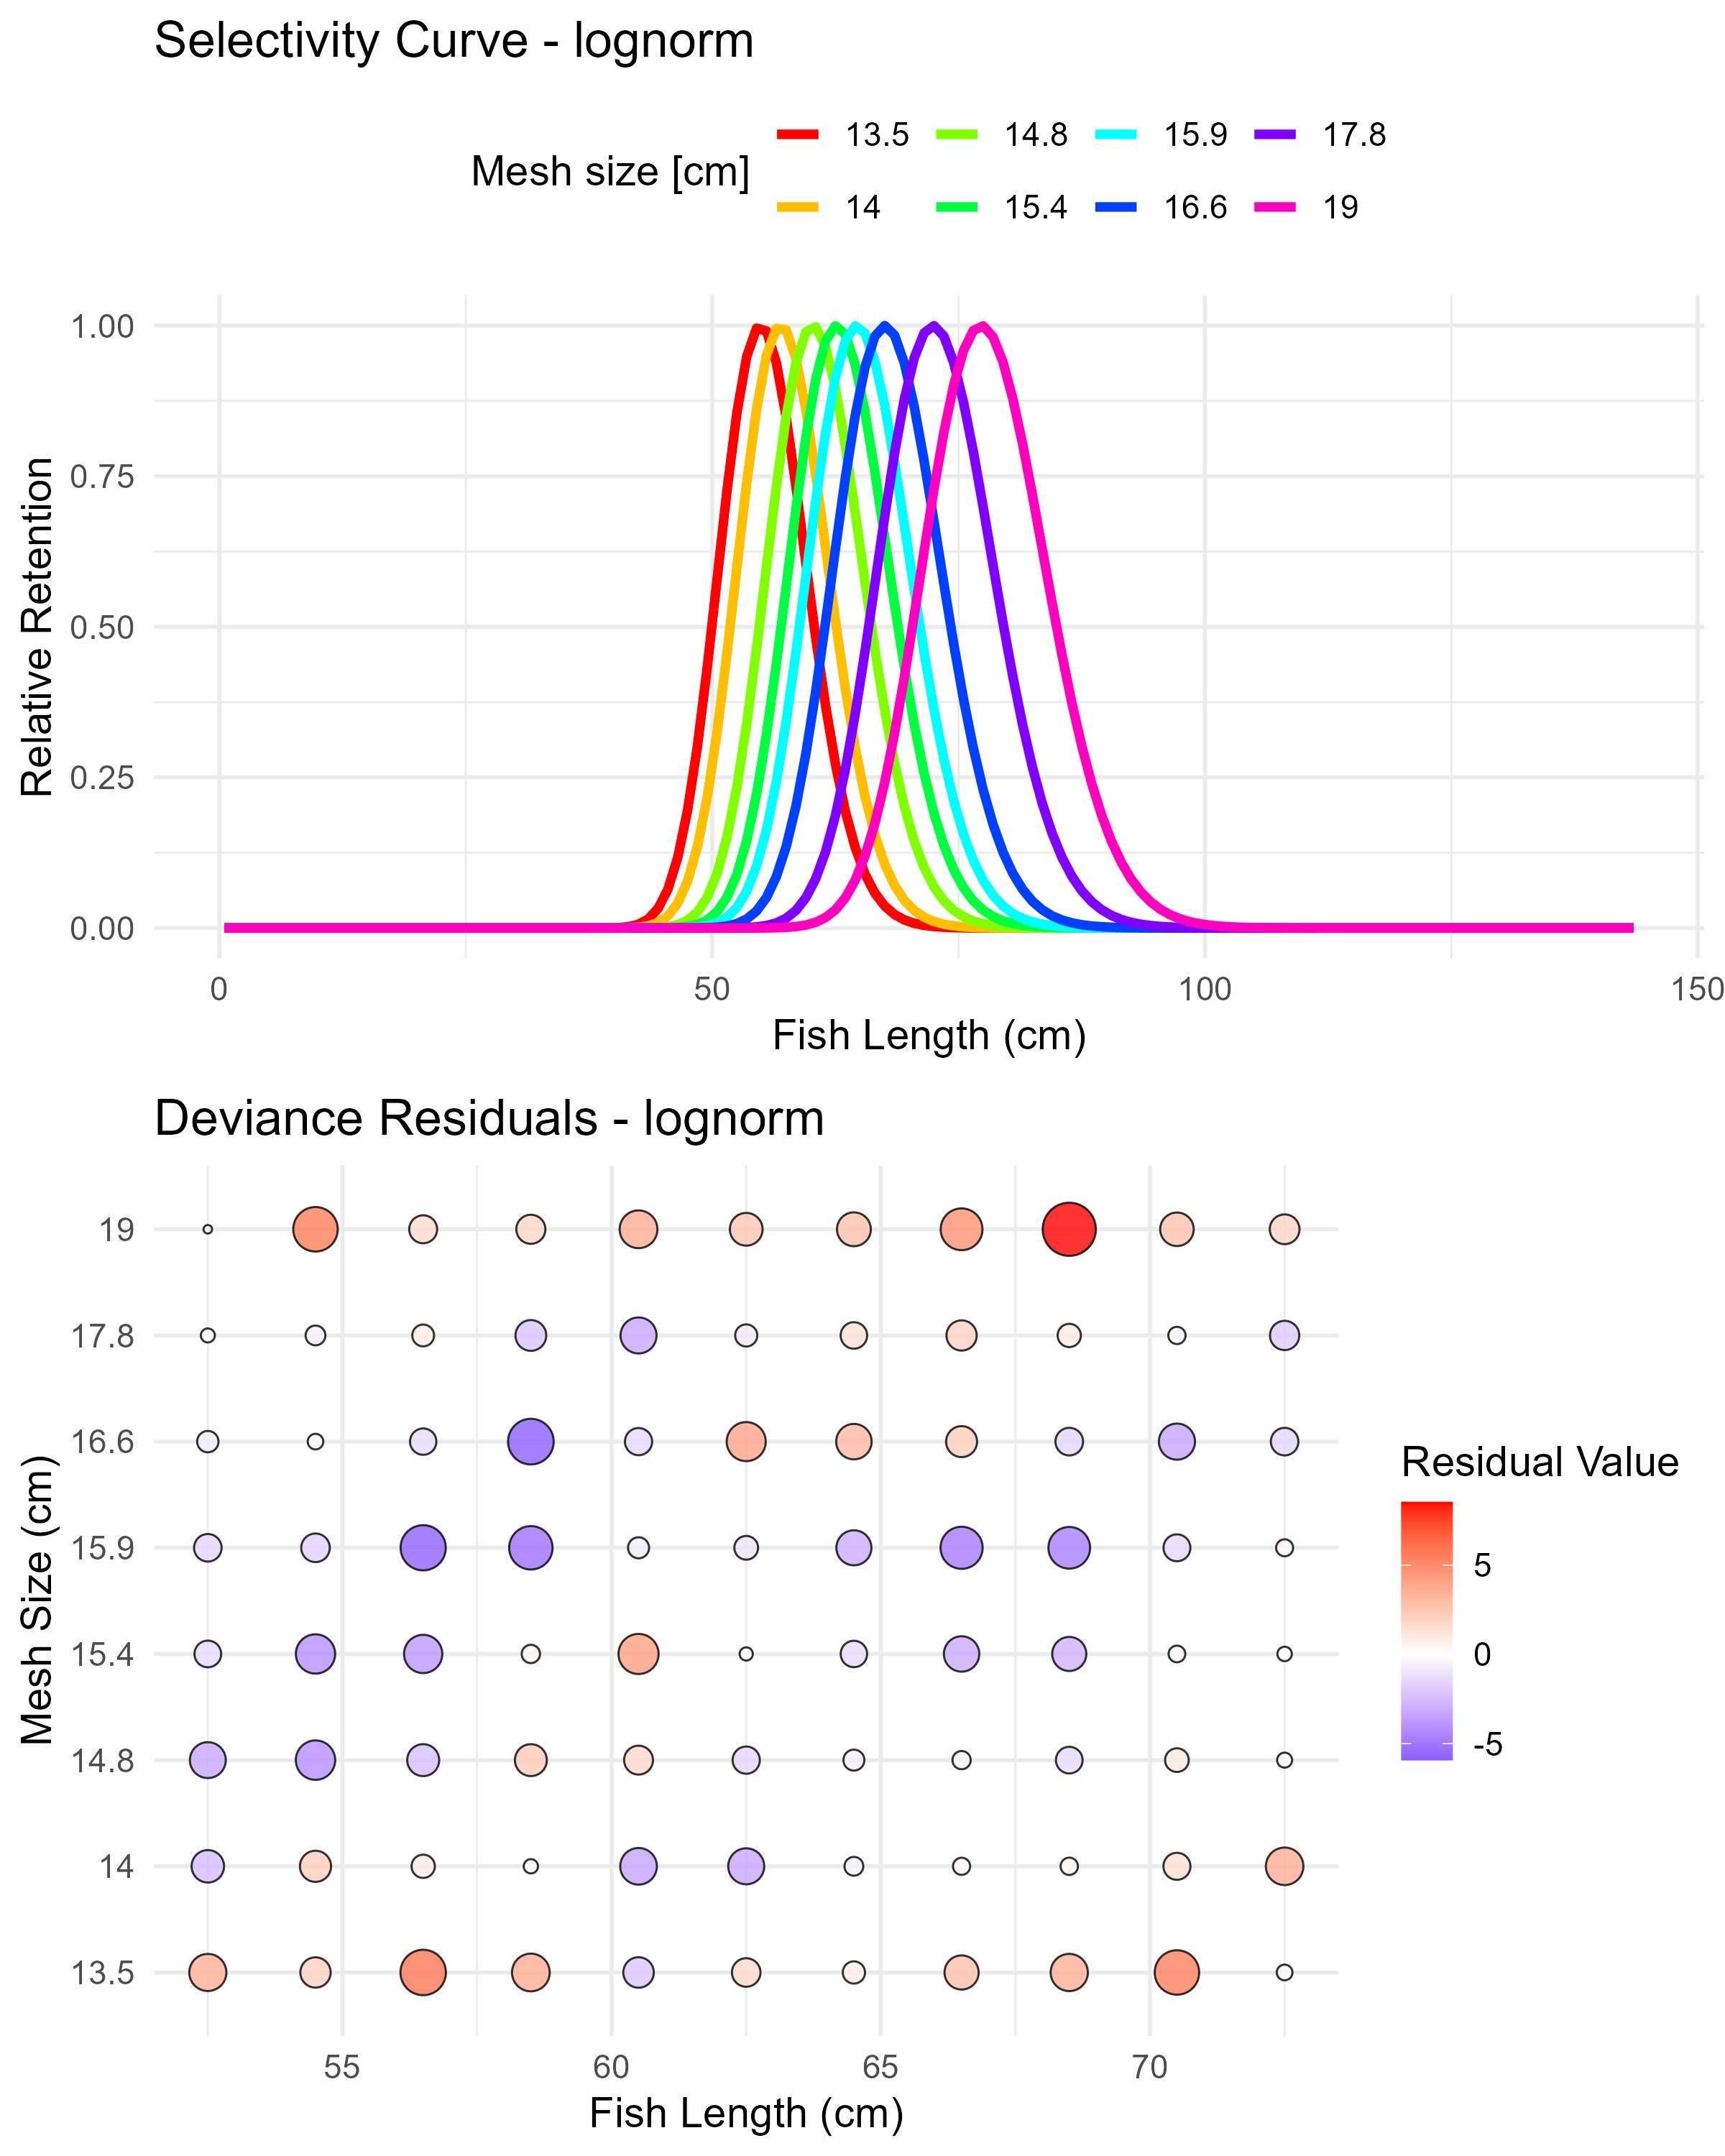 Selectivity Curve - lognorm
Mesh size [cm]
13.5 14.8 15.9 17.8
14 15.4 16.6 19
Relative Retention
1.00
0.75
0.50
0.25
0.00
0 50 100 150
Fish Length (cm)
Deviance Residuals - lognorm
Mesh Size (cm)
19
17.8
16.6
15.9
15.4
14.8
14
13.5
55 60 65 70
Fish Length (cm)
Residual Value
5
0
-5